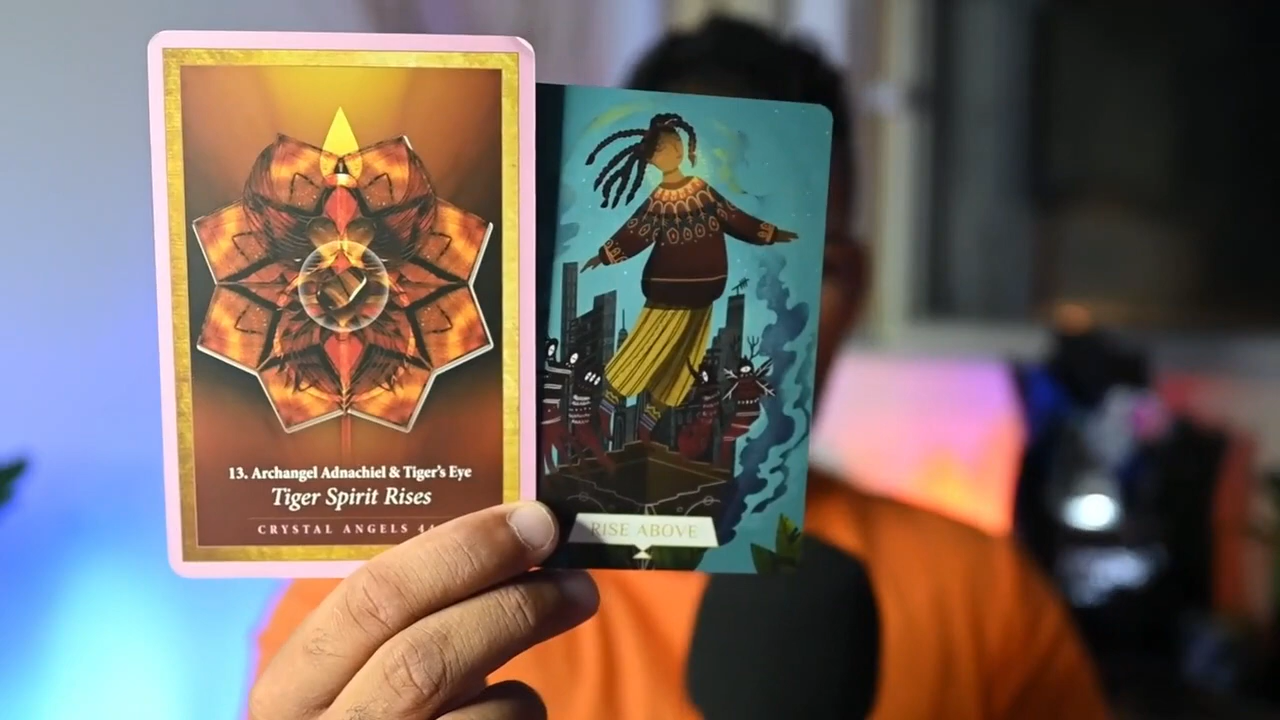 13. Archangel Adnachiel & Tiger's Eye
Tiger Spirit Rises
CRYSTAL ANGELS 44
RISE ABOVE